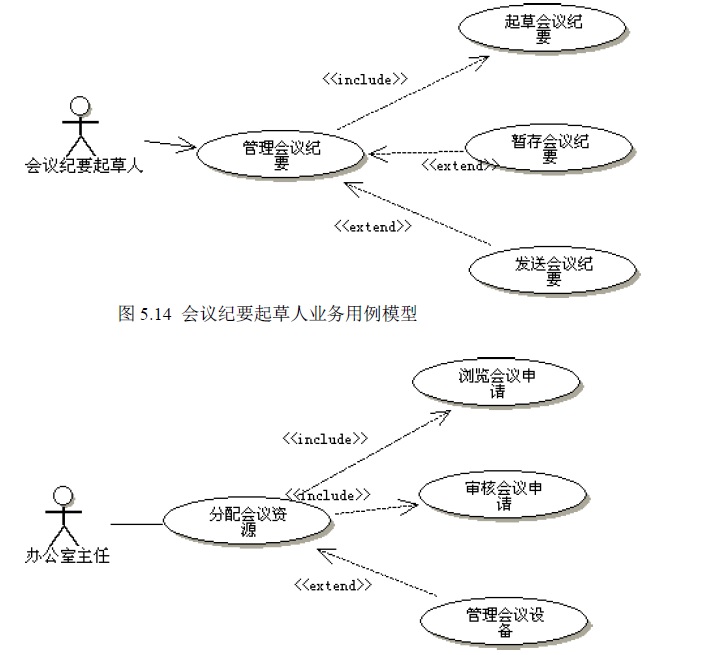 起草会议纪
要
<<include>>
管理会议纪
要
暂存会议纪
要
<<extend>>
会议纪要起草人
<<extend>>
发送会议纪
要
图 5.14 会议纪要起草人业务用例模型
浏览会议申
请
<<include>>
<<include>>
审核会议申
请
分配会议资
源
办公室主任
<<extend>>
管理会议设
备